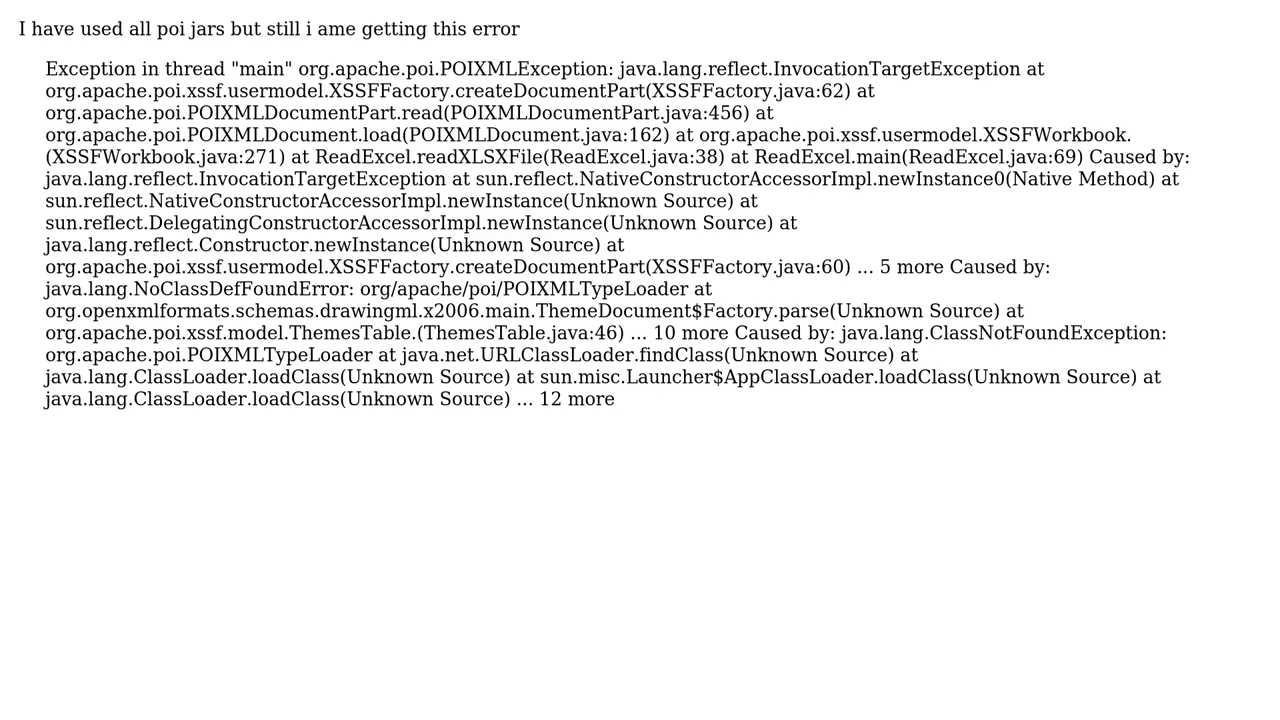 I have used all poi jars but still i ame getting this error
Exception in thread "main" org.apache.poi.POIXMLException: java.lang.reflect.InvocationTargetException at
org.apache.poi.xssf.usermodel.XSSFFactory.createDocumentPart(XSSFFactory.java:62) at
org.apache.poi.POIXMLDocumentPart.read(POIXMLDocumentPart.java:456) at
org.apache.poi.POIXMLDocument.load(POIXMLDocument.java:162) at org.apache.poi.xssf.usermodel.XSSFWorkbook.
(XSSFWorkbook.java:271) at ReadExcel.readXLSXFile(ReadExcel.java:38) at ReadExcel.main(ReadExcel.java:69) Caused by:
java.lang.reflect.InvocationTargetException at sun.reflect.NativeConstructorAccessorImpl.newInstance0(Native Method) at
sun.reflect.NativeConstructorAccessorImpl.newInstance(Unknown Source) at
sun.reflect.DelegatingConstructorAccessorImpl.newInstance(Unknown Source) at
java.lang.reflect.Constructor.newInstance(Unknown Source) at
org.apache.poi.xssf.usermodel.XSSFFactory.createDocumentPart(XSSFFactory.java:60) ... 5 more Caused by:
java.lang.NoClassDefFoundError: org/apache/poi/POIXMLTypeLoader at
org.openxmlformats.schemas.drawingml.x2006.main.ThemeDocument$Factory.parse(Unknown Source) at
org.apache.poi.xssf.model.ThemesTable.(ThemesTable.java:46) ... 10 more Caused by: java.lang.ClassNotFoundException:
org.apache.poi.POIXMLTypeLoader at java.net.URLClassLoader.findClass(Unknown Source) at
java.lang.ClassLoader.loadClass(Unknown Source) at sun.misc.Launcher$AppClassLoader.loadClass(Unknown Source) at
java.lang.ClassLoader.loadClass(Unknown Source) ... 12 more